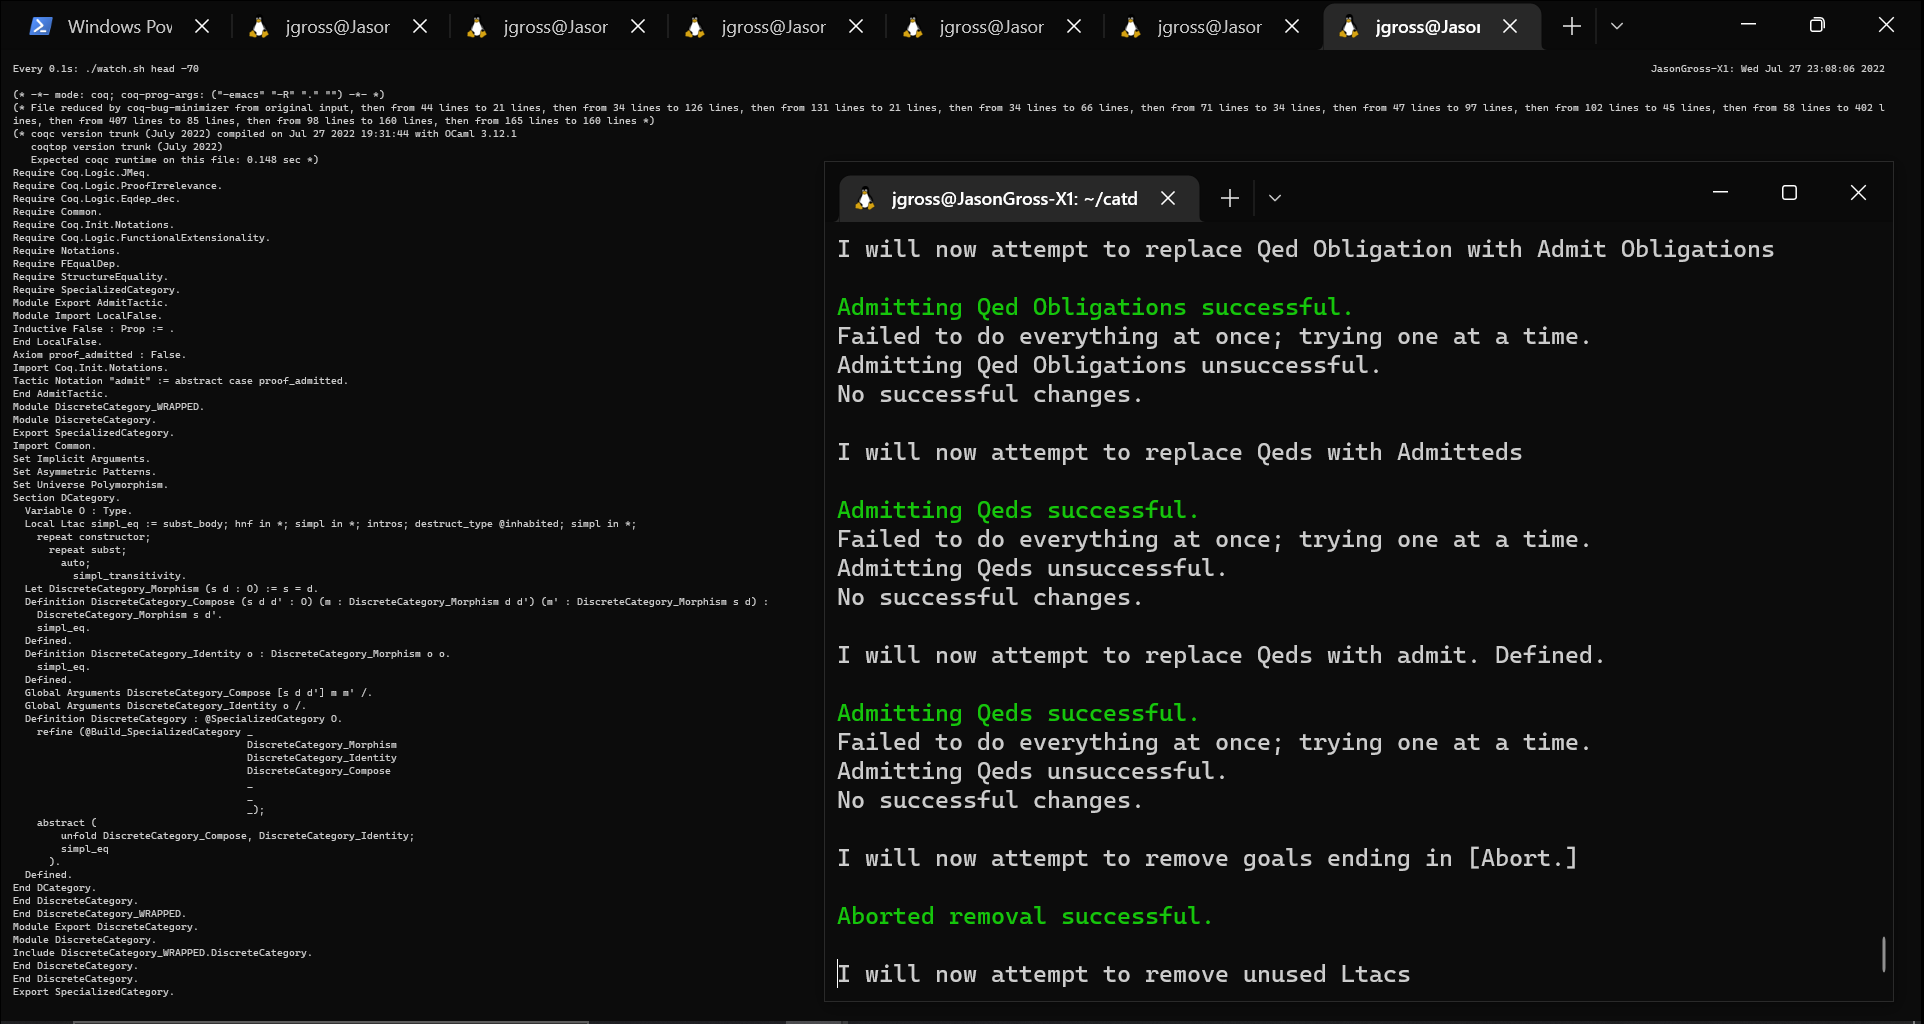 Windows Pov
jgross@Jasor
jgross@Jasor
jgross@Jasor
jgross@Jasor
jgross@Jasor
jgross@Jasor
Every 0.1s: ./watch.sh head -70
JasonGross-X1: Wed Jul 27 23:08:06 2022
(* -*- mode: coq; coq-prog-args: ("-emacs" "-R" "." "") -*- *)
(* File reduced by coq-bug-minimizer from original input, then from 44 lines to 21 lines, then from 34 lines to 126 lines, then from 131 lines to 21 lines, then from 34 lines to 66 lines, then from 71 lines to 34 lines, then from 47 lines to 97 lines, then from 102 lines to 45 lines, then from 58 lines to 402 l
ines, then from 407 lines to 85 lines, then from 98 lines to 160 lines, then from 165 lines to 160 lines *)
(* coqc version trunk (July 2022) compiled on Jul 27 2022 19:31:44 with OCaml 3.12.1
coqtop version trunk (July 2022)
Expected coqc runtime on this file: 0.148 sec *)
Require Coq.Logic.JMeq.
Require Coq.Logic.ProofIrrelevance.
Require Coq.Logic.Eqdep_dec.
Require Common.
Require Coq.Init.Notations.
Require Coq.Logic.FunctionalExtensionality.
Require Notations.
Require FEqualDep.
Require StructureEquality.
Require SpecializedCategory.
Module Export AdmitTactic.
Module Import LocalFalse.
Inductive False : Prop := .
End LocalFalse.
Axiom proof_admitted : False.
Import Coq.Init.Notations.
Tactic Notation "admit" := abstract case proof_admitted.
End AdmitTactic.
Module DiscreteCategory_WRAPPED.
Module DiscreteCategory.
Export SpecializedCategory.
Import Common.
Set Implicit Arguments.
Set Asymmetric Patterns.
Set Universe Polymorphism.
Section DCategory.
Variable O : Type.
Local Ltac simpl_eq := subst_body; hnf in *; simpl in *; intros; destruct_type @inhabited; simpl in *;
repeat constructor;
repeat subst;
auto;
simpl_transitivity.
Let DiscreteCategory_Morphism (s d : O) := s = d.
Definition DiscreteCategory_Compose (s d d' : O) (m : DiscreteCategory_Morphism d d') (m' : DiscreteCategory_Morphism s d) :
DiscreteCategory_Morphism s d'.
simpl_eq.
Defined.
Definition DiscreteCategory_Identity o : DiscreteCategory_Morphism o o.
simpl_eq.
Defined.
Global Arguments DiscreteCategory_Compose [s d d'] m m' /.
Global Arguments DiscreteCategory_Identity o /.
Definition DiscreteCategory : @SpecializedCategory O.
refine (@Build_SpecializedCategory _
DiscreteCategory_Morphism
DiscreteCategory_Identity
DiscreteCategory_Compose
_
_
_);
abstract (
unfold DiscreteCategory_Compose, DiscreteCategory_Identity;
simpl_eq
).
Defined.
End DCategory.
End DiscreteCategory.
End DiscreteCategory_WRAPPED.
Module Export DiscreteCategory.
Module DiscreteCategory.
Include DiscreteCategory_WRAPPED.DiscreteCategory.
End DiscreteCategory.
End DiscreteCategory.
Export SpecializedCategory.
jgross@JasonGross-X1: ~/catd
I will now attempt to replace Qed Obligation with Admit Obligations
Admitting Qed Obligations successful.
Failed to do everything at once; trying one at a time.
Admitting Qed Obligations unsuccessful.
No successful changes.
I will now attempt to replace Qeds with Admitteds
Admitting Qeds successful.
Failed to do everything at once; trying one at a time.
Admitting Qeds unsuccessful.
No successful changes.
I will now attempt to replace Qeds with admit. Defined.
Admitting Qeds successful.
Failed to do everything at once; trying one at a time.
Admitting Qeds unsuccessful.
No successful changes.
I will now attempt to remove goals ending in [Abort.]
Aborted removal successful.
I will now attempt to remove unused Ltacs